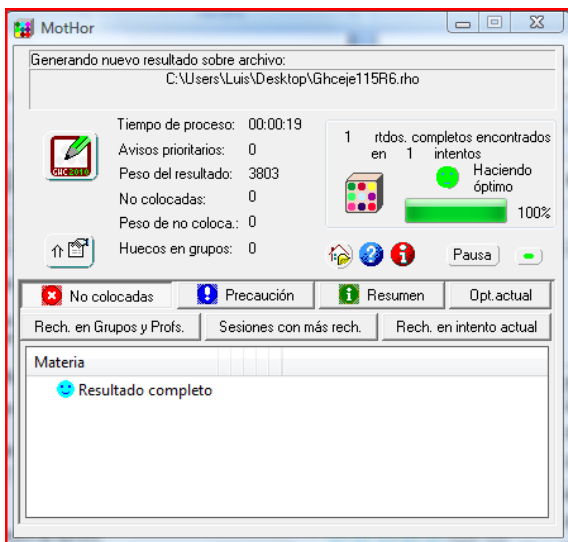 MotHor
Generando nuevo resultado sobre archivo:
C:\Users\Luis\Desktop\Ghceje115R6.rho
GHC2010
Tiempo de proceso: 00:00:19
Avisos prioritarios: 0
Peso del resultado: 3803
No colocadas: 0
Peso de no coloca.: 0
Huecos en grupos: 0
1 rtdos. completos encontrados
en 1 intentos
Haciendo
óptimo
100%
Pausa
No colocadas Precaución Resumen Opt.actual
Rech. en Grupos y Profs. Sesiones con más rech. Rech. en intento actual
Materia
Resultado completo